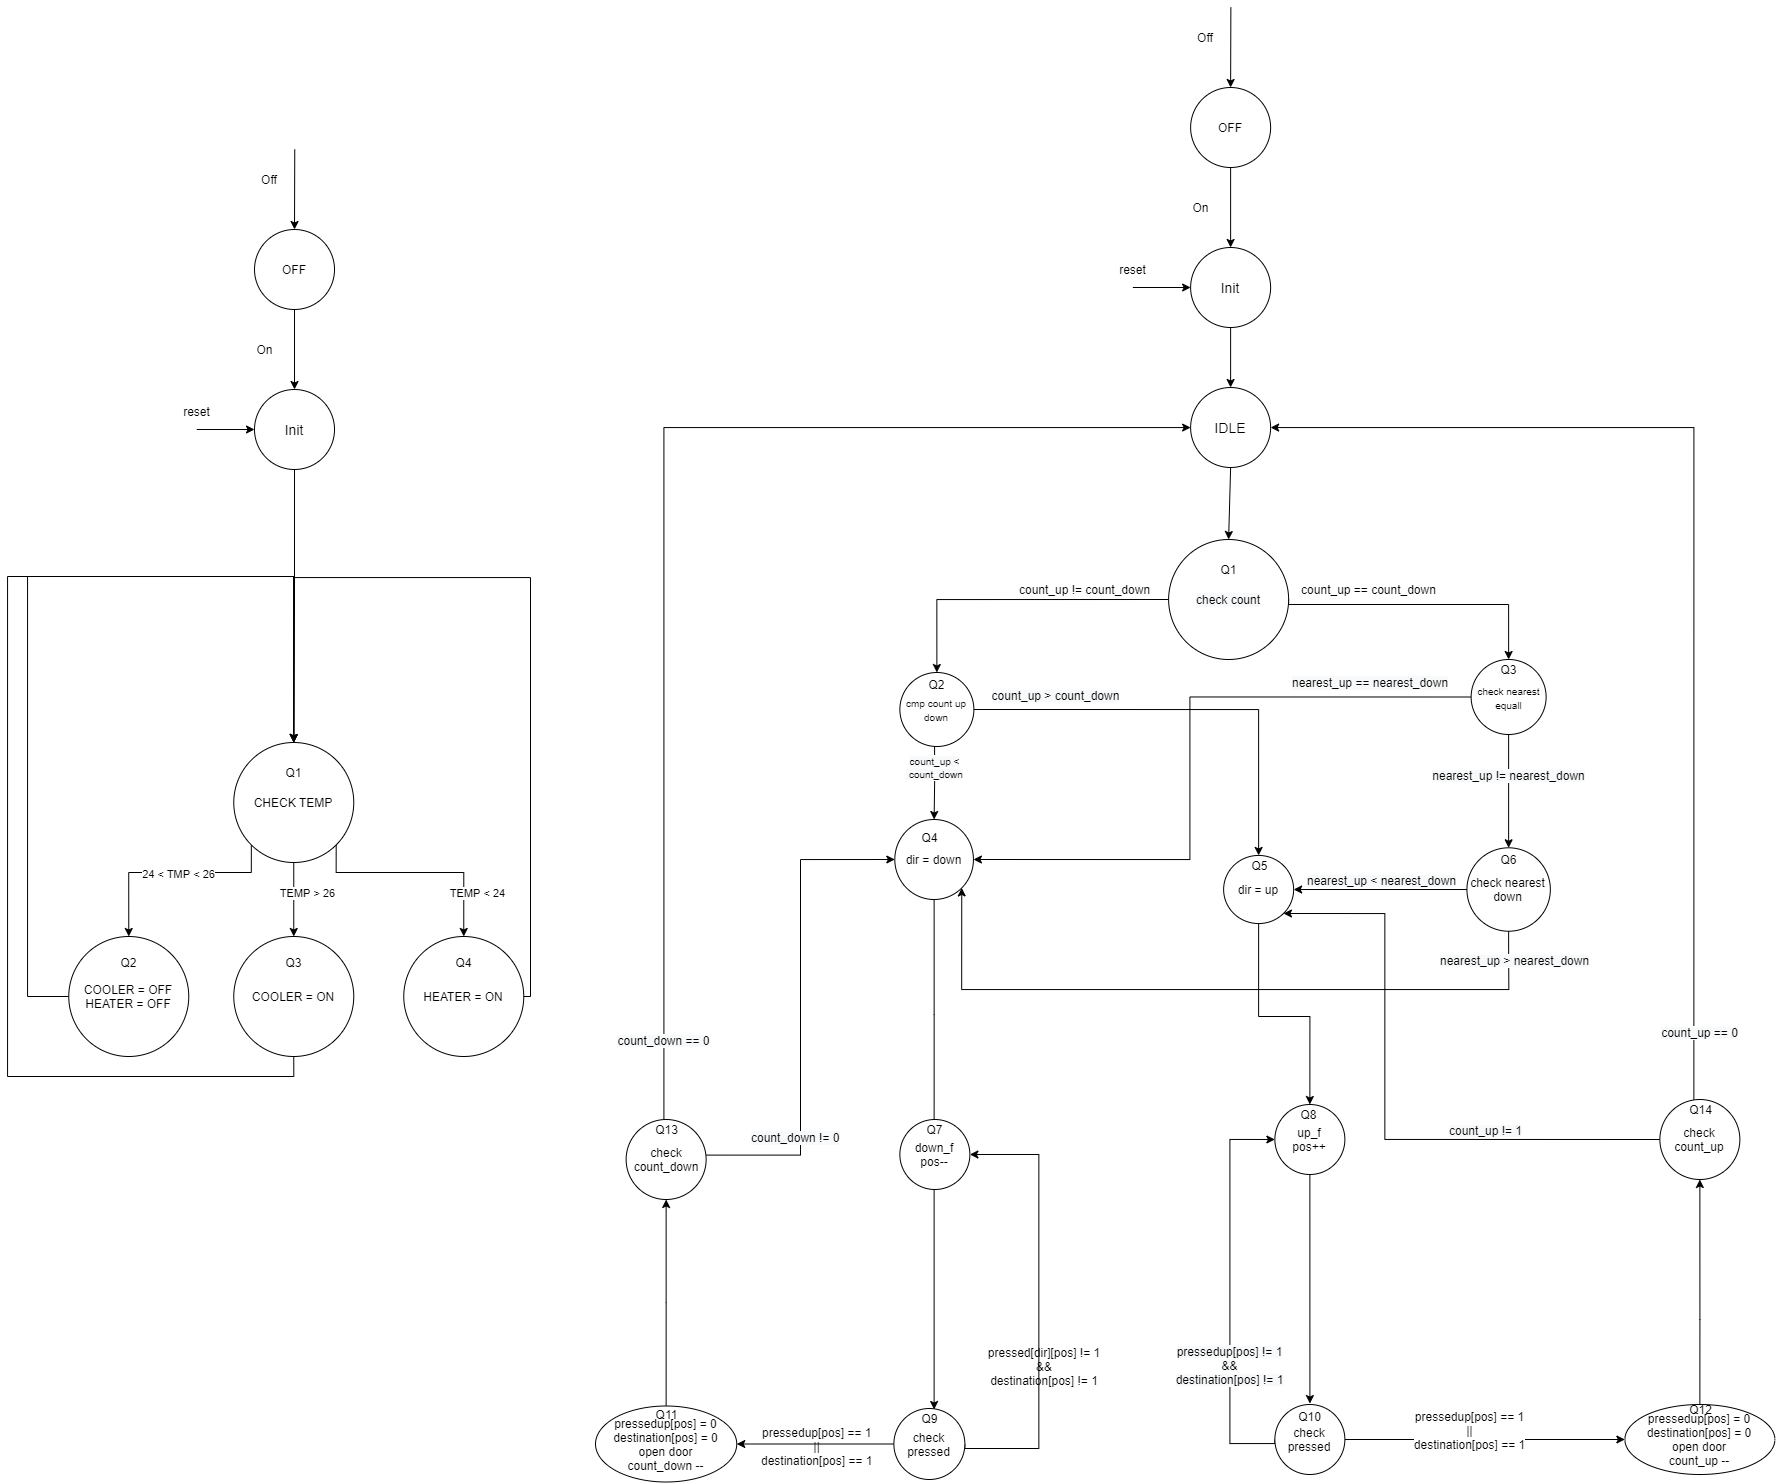 Off
OFF
On
reset
Init
Q1
CHECK TEMP
24 < TMP < 26
TEMP > 26
TEMP < 24
Q2
COOLER = OFF
HEATER = OFF
Q3
COOLER = ON
Q4
HEATER = ON
Off
OFF
On
reset
Init
IDLE
Q1
check count
count_up != count_down
count_up == count_down
Q2
cmp count up
down
count_up > count_down
nearest_up == nearest_down
Q3
check nearest
equall
count_up <
count_down
nearest_up != nearest_down
Q4
dir = down
Q5
dir = up
nearest_up < nearest_down
Q6
check nearest
down
nearest_up > nearest_down
count_down == 0
count_up == 0
Q13
check
count_down
count_down != 0
Q7
down_f
pos--
Q8
up_f
pos++
count_up != 1
Q14
check
count_up
pressed[dir][pos] != 1
&&
destination[pos] != 1
pressedup[pos] != 1
&&
destination[pos] != 1
Q11
pressedup[pos] = 0
destination[pos] = 0
open door
count_down --
pressedup[pos] == 1
||
destination[pos] == 1
Q9
check
pressed
Q10
check
pressed
pressedup[pos] == 1
||
destination[pos] == 1
Q12
pressedup[pos] = 0
destination[pos] = 0
open door
count_up --